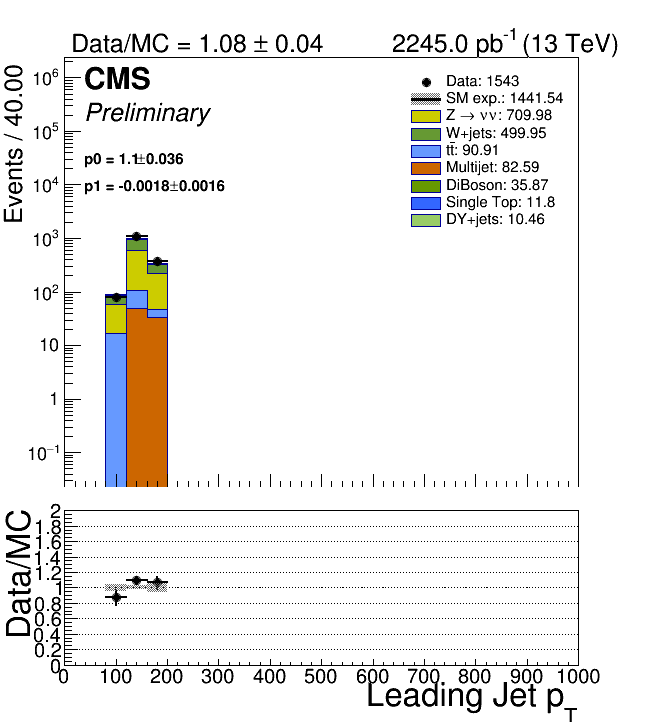 Data/MC = 1.08 ± 0.04
2245.0 pb⁻¹ (13 TeV)
Events / 40.00
10⁶
10⁵
10⁴
10³
10²
10
1
10⁻¹
CMS
Preliminary
p0 = 1.1±0.036
p1 = -0.0018±0.0016
Data: 1543
SM exp.: 1441.54
Z → νν: 709.98
W+jets: 499.95
tt̄: 90.91
Multijet: 82.59
DiBoson: 35.87
Single Top: 11.8
DY+jets: 10.46
Data/MC
2
1.8
1.6
1.4
1.2
1
0.8
0.6
0.4
0.2
0
0 100 200 300 400 500 600 700 800 900 1000
Leading Jet p_T